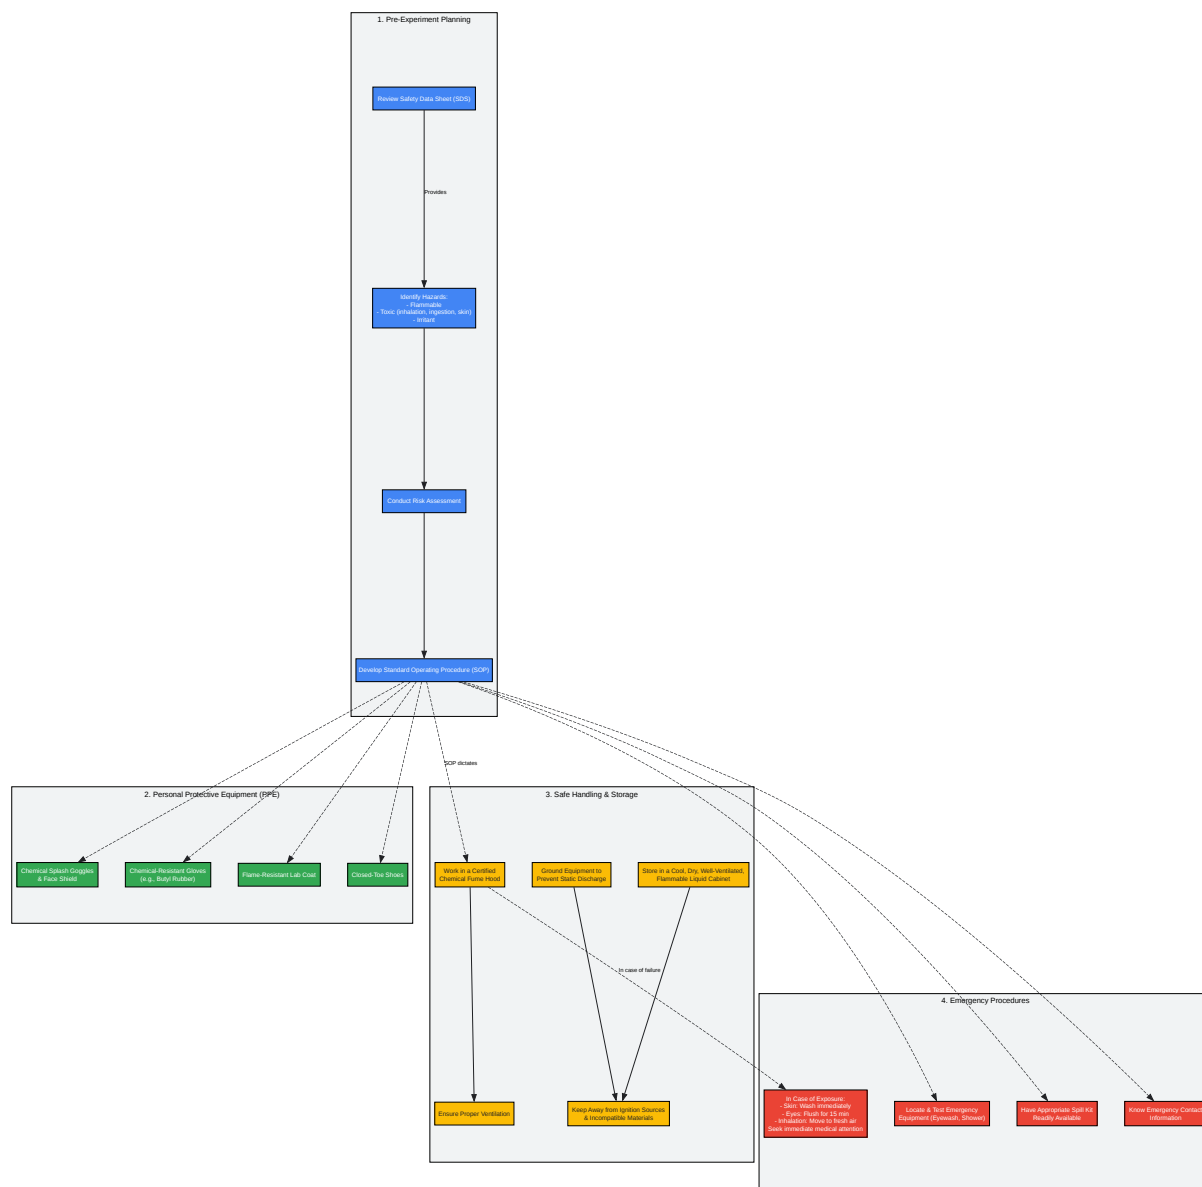 1. Pre-Experiment Planning
Review Safety Data Sheet (SDS)
Provides
Identify Hazards:
- Flammable
- Toxic (inhalation, ingestion, skin)
- Irritant
Conduct Risk Assessment
Develop Standard Operating Procedure (SOP)
SOP dictates
2. Personal Protective Equipment (PPE)
Chemical Splash Goggles
& Face Shield
Chemical-Resistant Gloves
(e.g., Butyl Rubber)
Flame-Resistant Lab Coat
Closed-Toe Shoes
3. Safe Handling & Storage
Work in a Certified
Chemical Fume Hood
Ground Equipment to
Prevent Static Discharge
Store in a Cool, Dry, Well-Ventilated,
Flammable Liquid Cabinet
In case of failure
Ensure Proper Ventilation
Keep Away from Ignition Sources
& Incompatible Materials
4. Emergency Procedures
In Case of Exposure:
- Skin: Wash immediately
- Eyes: Flush for 15 min
- Inhalation: Move to fresh air
Seek immediate medical attention
Locate & Test Emergency
Equipment (Eyewash, Shower)
Have Appropriate Spill Kit
Readily Available
Know Emergency Contact
Information